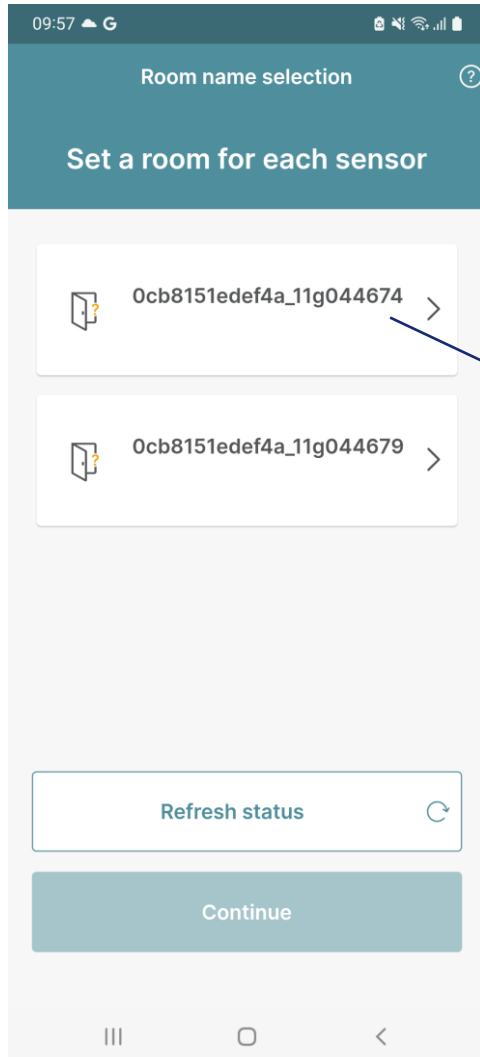 09:57 G
Room name selection ?
Set a room for each sensor
? 0cb8151edef4a_11g044674
? 0cb8151edef4a_11g044679
Refresh status
Continue